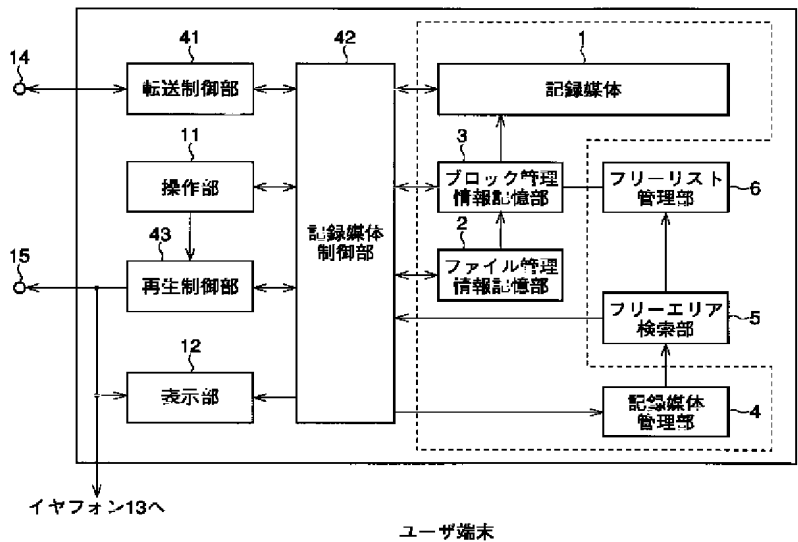 41
42
1
14
転送制御部
記録媒体
11
3
操作部
ブロック管理
情報記憶部
フリーリスト
管理部
6
43
記録媒体
制御部
2
15
再生制御部
ファイル管理
情報記憶部
フリーエリア
検索部
5
12
表示部
記録媒体
管理部
4
イヤフォン13へ
ユーザ端末